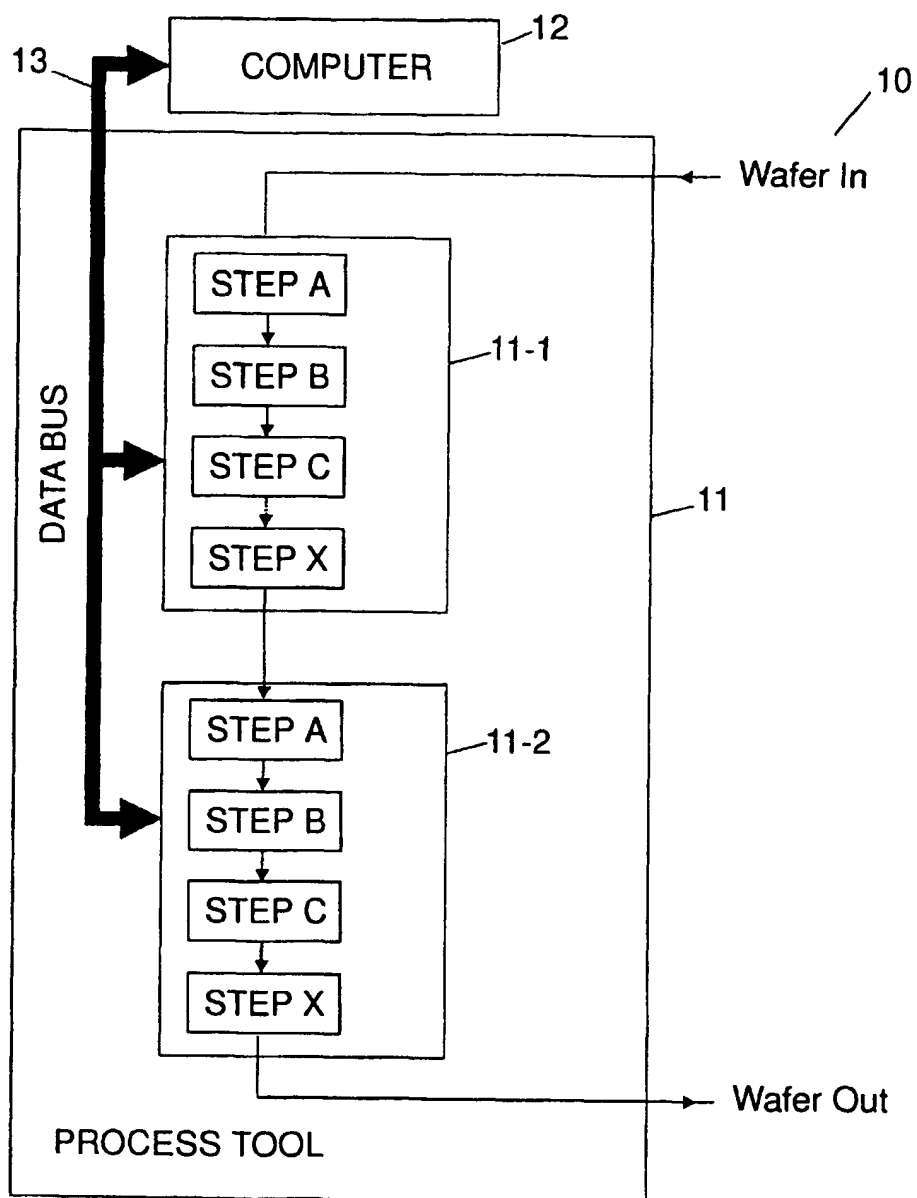 12
13
COMPUTER
10
Wafer In
STEP A
STEP B
11-1
STEP C
STEP X
DATA BUS
11
STEP A
11-2
STEP B
STEP C
STEP X
Wafer Out
PROCESS TOOL